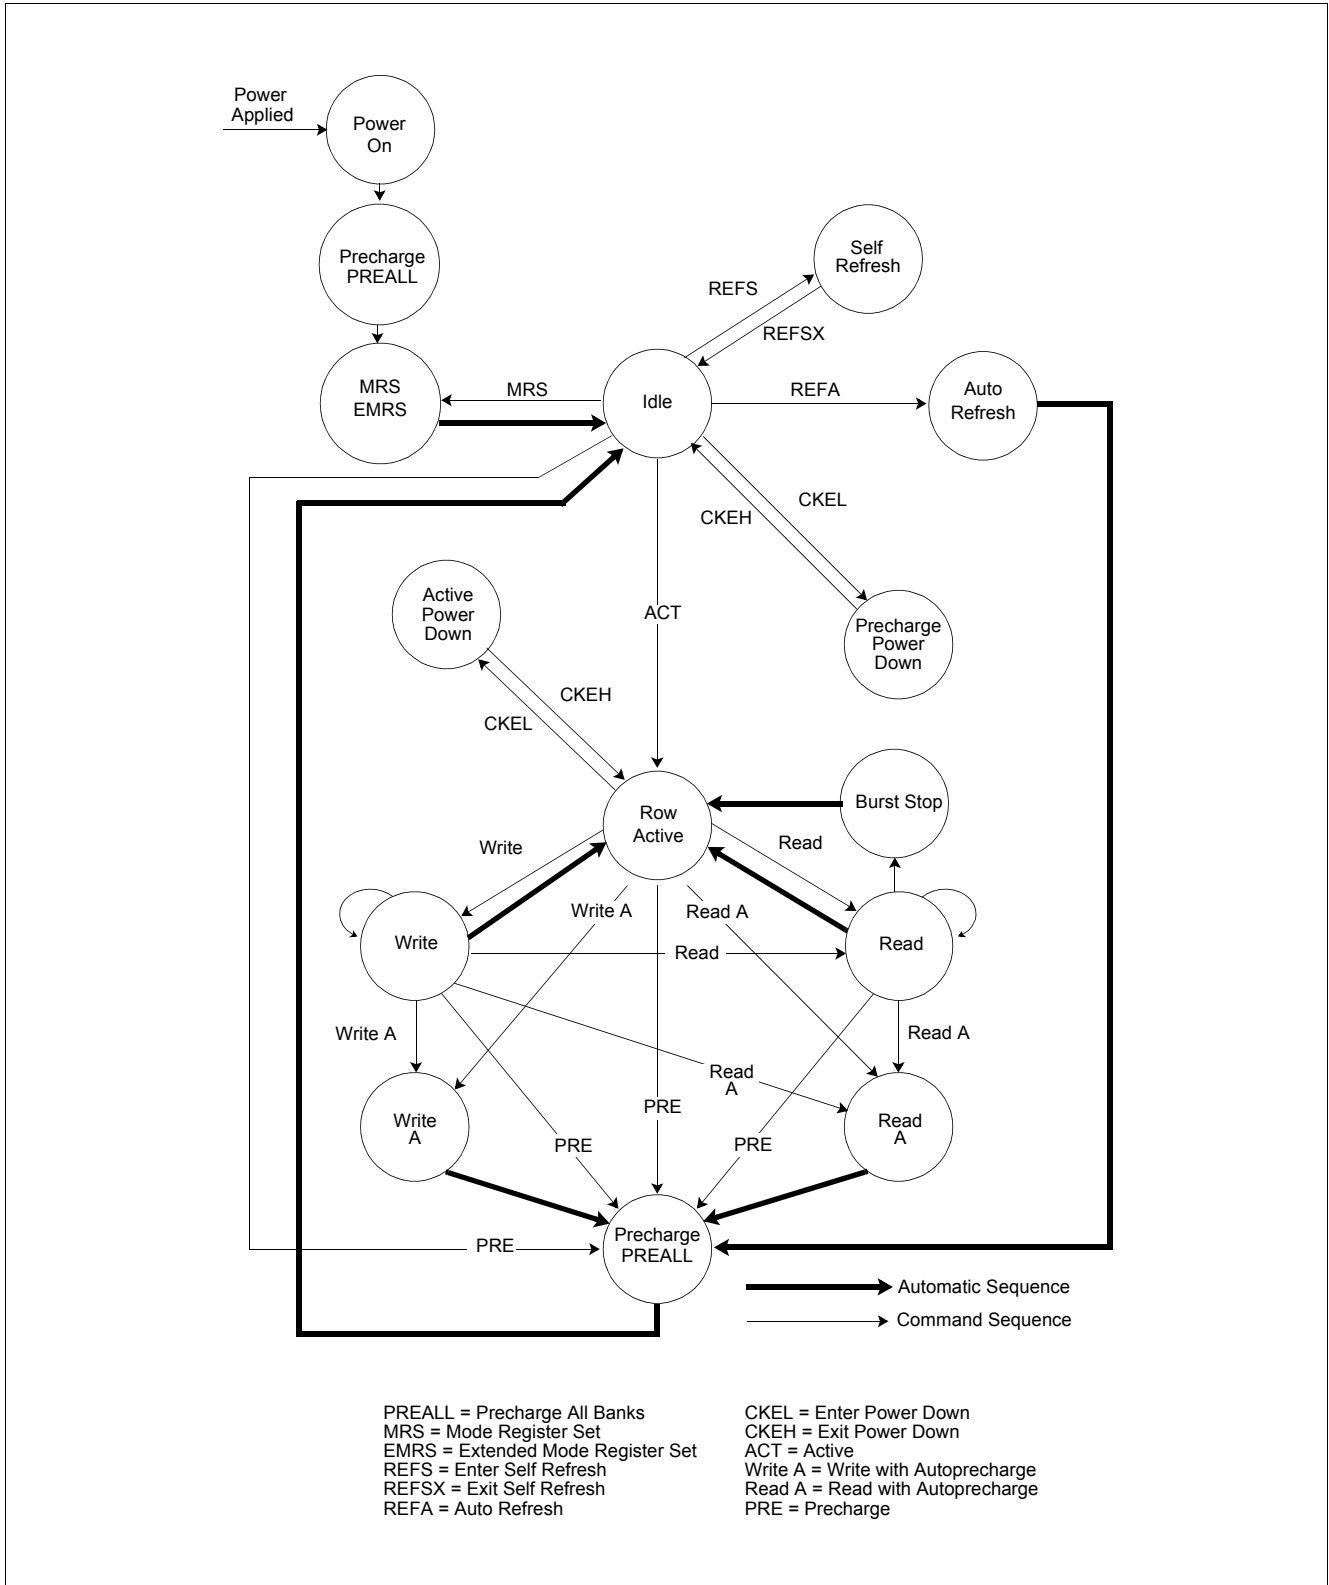 Power
Applied
Power
On
Precharge
PREALL
Self
Refresh
REFS
REFSX
MRS
EMRS
MRS
Idle
REFA
Auto
Refresh
CKEL
CKEH
Active
Power
Down
ACT
Precharge
Power
Down
CKEH
CKEL
Row
Active
Burst Stop
Write
Read
Write A
Read A
Write
Read
Read
Write A
Read A
Read
A
PRE
Write
A
Read
A
PRE
PRE
Precharge
PREALL
PRE
Automatic Sequence
Command Sequence
PREALL = Precharge All Banks
MRS = Mode Register Set
EMRS = Extended Mode Register Set
REFS = Enter Self Refresh
REFSX = Exit Self Refresh
REFA = Auto Refresh
CKEL = Enter Power Down
CKEH = Exit Power Down
ACT = Active
Write A = Write with Autoprecharge
Read A = Read with Autoprecharge
PRE = Precharge